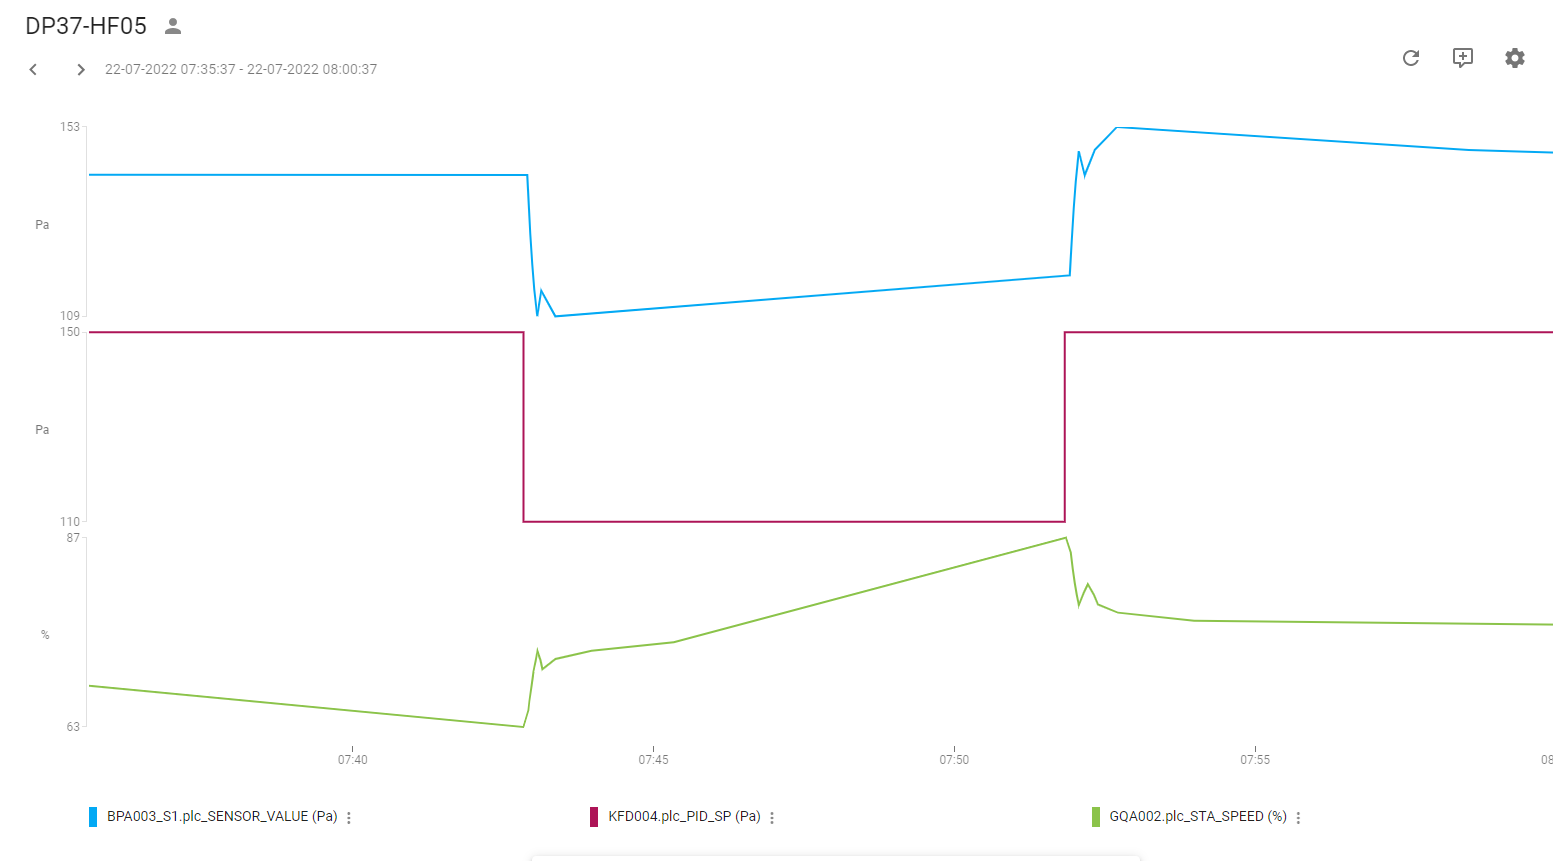 DP37-HF05
22-07-2022 07:35:37 - 22-07-2022 08:00:37
153
Pa
109
150
Pa
110
87
%
63
07:40 07:45 07:50 07:55 08
BPA003_S1.plc_SENSOR_VALUE (Pa) KFD004.plc_PID_SP (Pa) GQA002.plc_STA_SPEED (%)